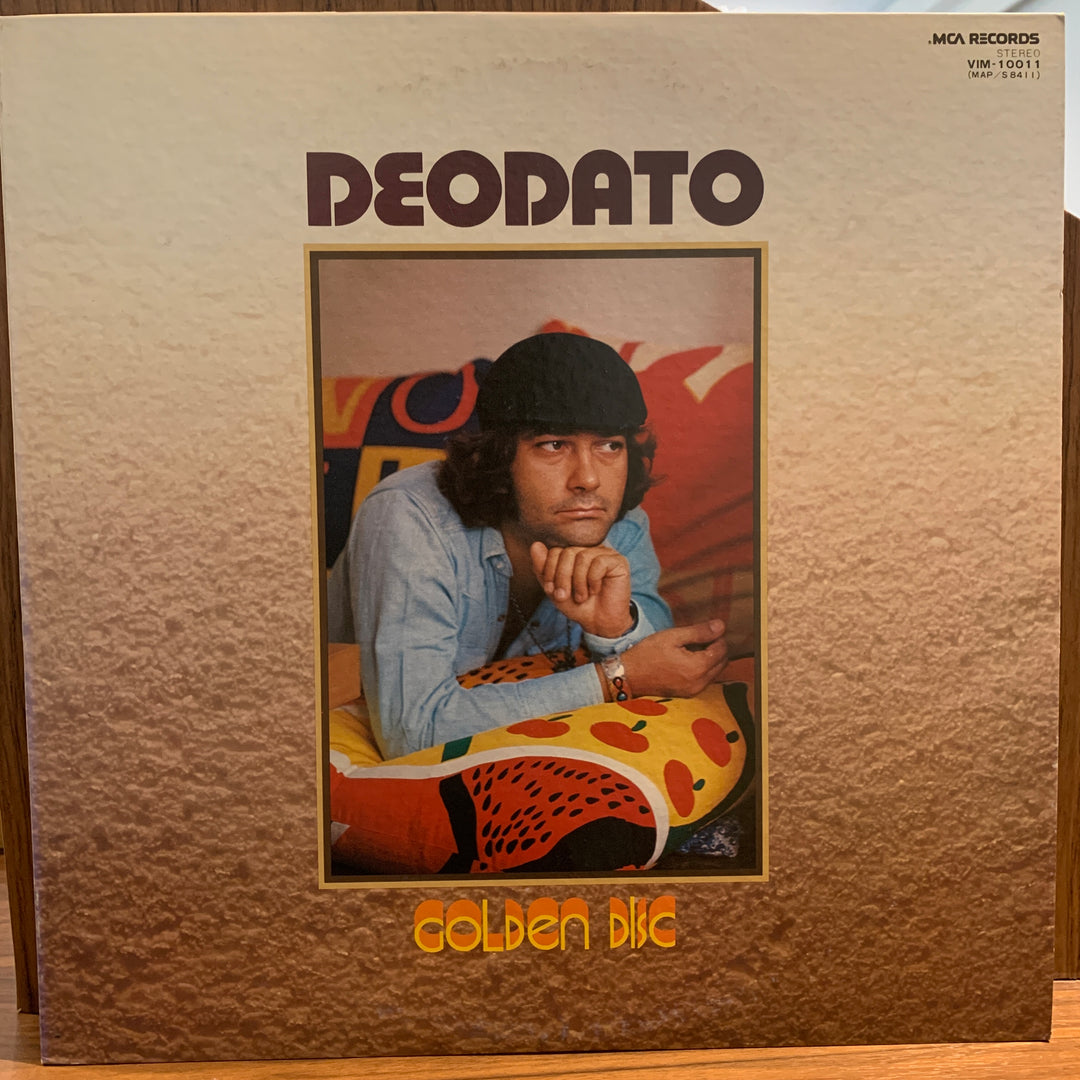 MCA RECORDS
STEREO
VIM-10011
(MAP/S8411)
DEODATO
GOLDEN DISC